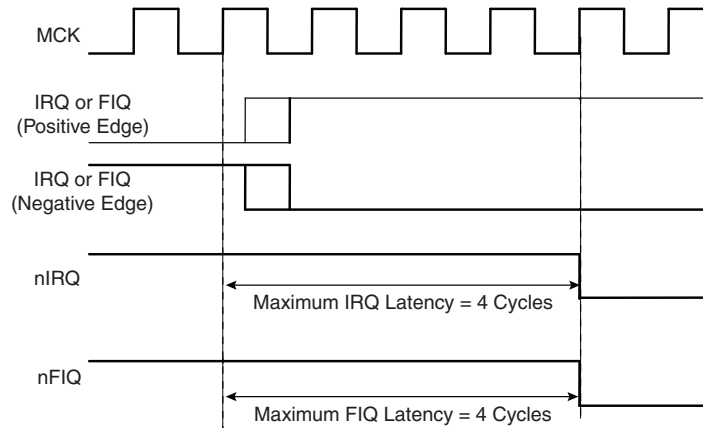 MCK
IRQ or FIQ
(Positive Edge)
IRQ or FIQ
(Negative Edge)
nIRQ
Maximum IRQ Latency = 4 Cycles
nFIQ
Maximum FIQ Latency = 4 Cycles